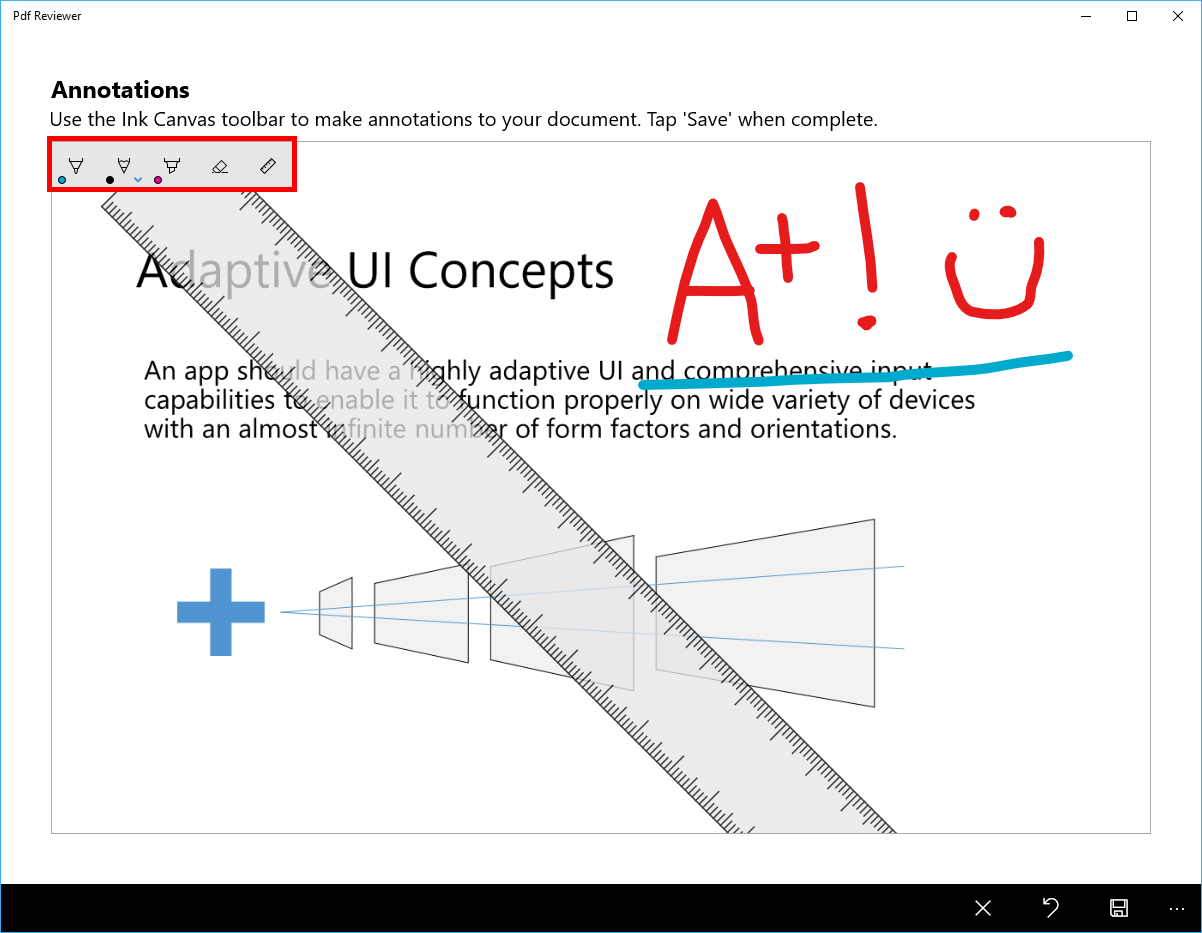 Pdf Reviewer
Annotations
Use the Ink Canvas toolbar to make annotations to your document. Tap 'Save' when complete.
A+!
Adaptive UI Concepts
An app should have a highly adaptive UI and comprehensive input
capabilities to enable it to function properly on wide variety of devices
with an almost infinite number of form factors and orientations.